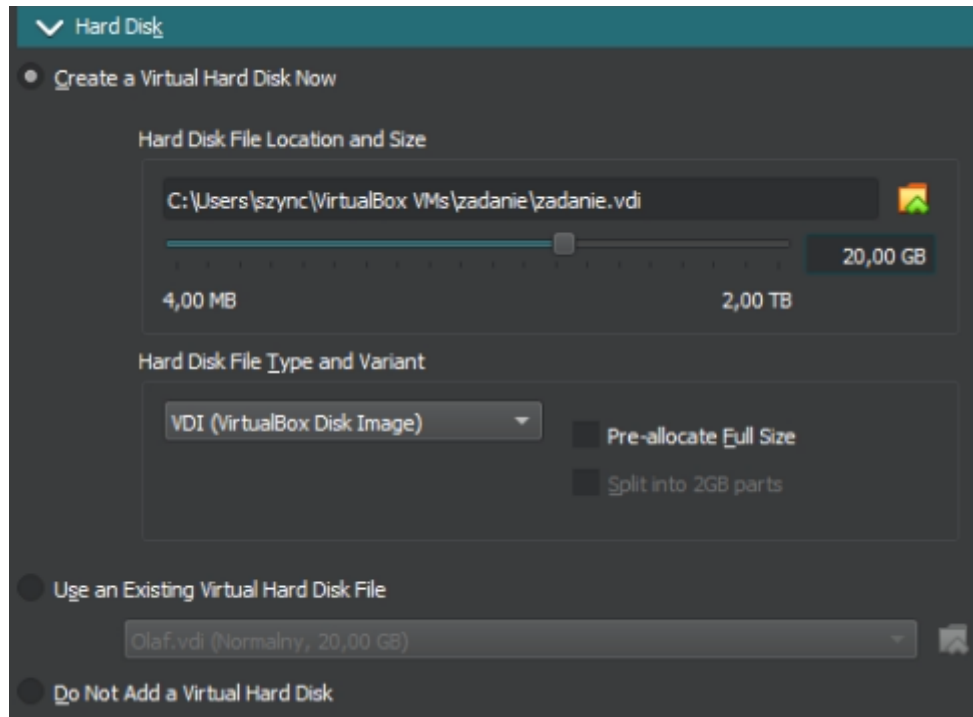 Hard Disk
Create a Virtual Hard Disk Now
Hard Disk File Location and Size
C:\Users\szync\VirtualBox VMs\zadanie\zadanie.vdi
20,00 GB
4,00 MB 2,00 TB
Hard Disk File Type and Variant
VDI (VirtualBox Disk Image)
Pre-allocate Full Size
Split into 2GB parts
Use an Existing Virtual Hard Disk File
Olaf.vdi (Normalny, 20,00 GB)
Do Not Add a Virtual Hard Disk